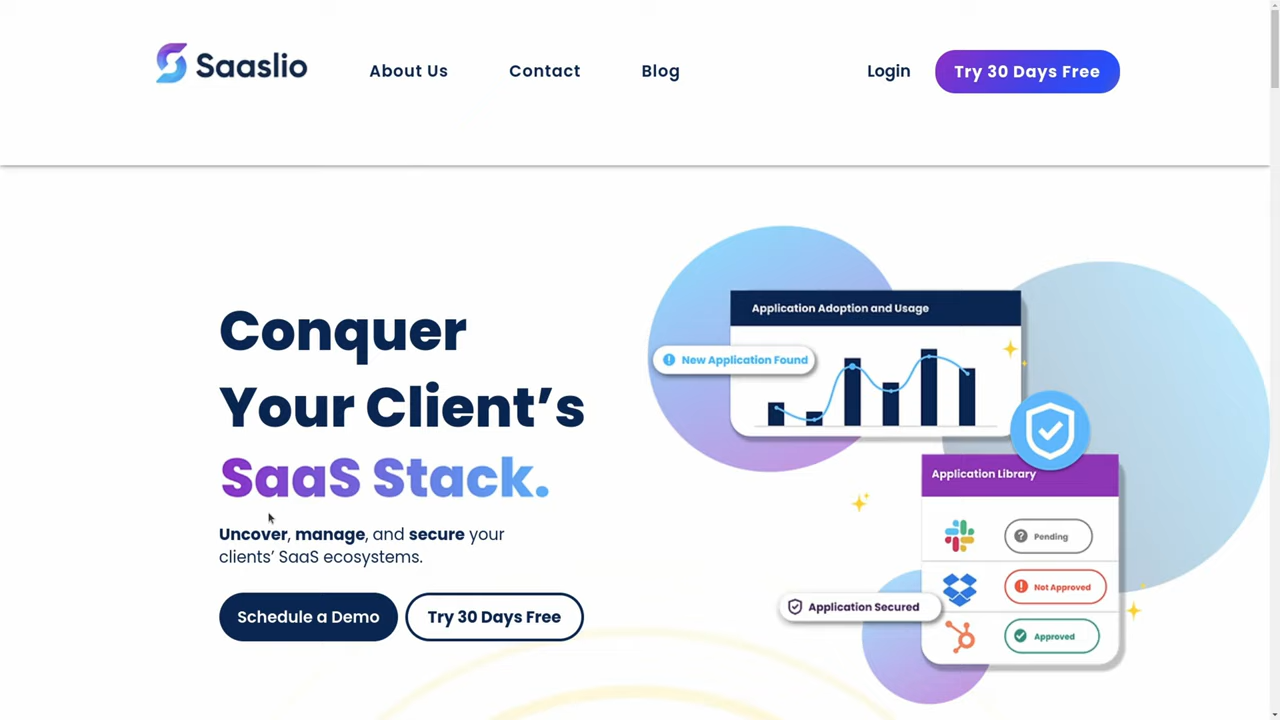 Saaslio
About Us
Contact
Blog
Login
Try 30 Days Free
Conquer
Your Client’s
SaaS Stack.
Uncover, manage, and secure your
clients’ SaaS ecosystems.
Schedule a Demo
Try 30 Days Free
Application Adoption and Usage
New Application Found
Application Library
Pending
Not Approved
Application Secured
Approved